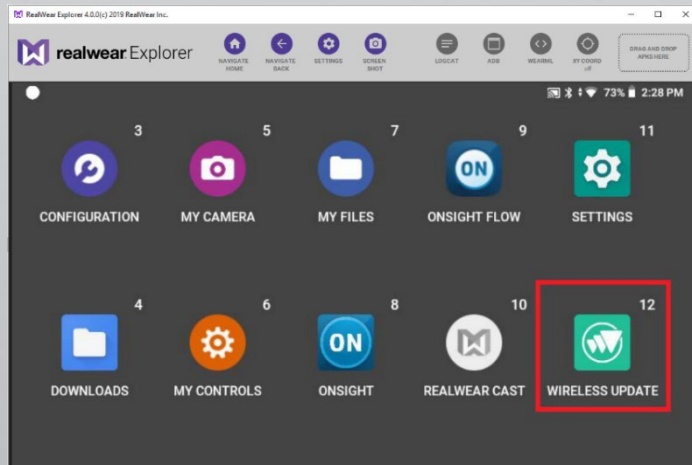 RealWear Explorer 4.0.0(c) 2019 RealWear Inc.
realwear Explorer
NAVIGATE HOME
NAVIGATE BACK
SETTINGS
SCREEN SHOT
LOGCAT
ADB
WEARML
XY COORD off
DRAG AND DROP
APKS HERE
73% 2:28 PM
3 5 7 9 11
ON
CONFIGURATION MY CAMERA MY FILES ONSIGHT FLOW SETTINGS
4 6 8 10 12
ON
DOWNLOADS MY CONTROLS ONSIGHT REALWEAR CAST WIRELESS UPDATE